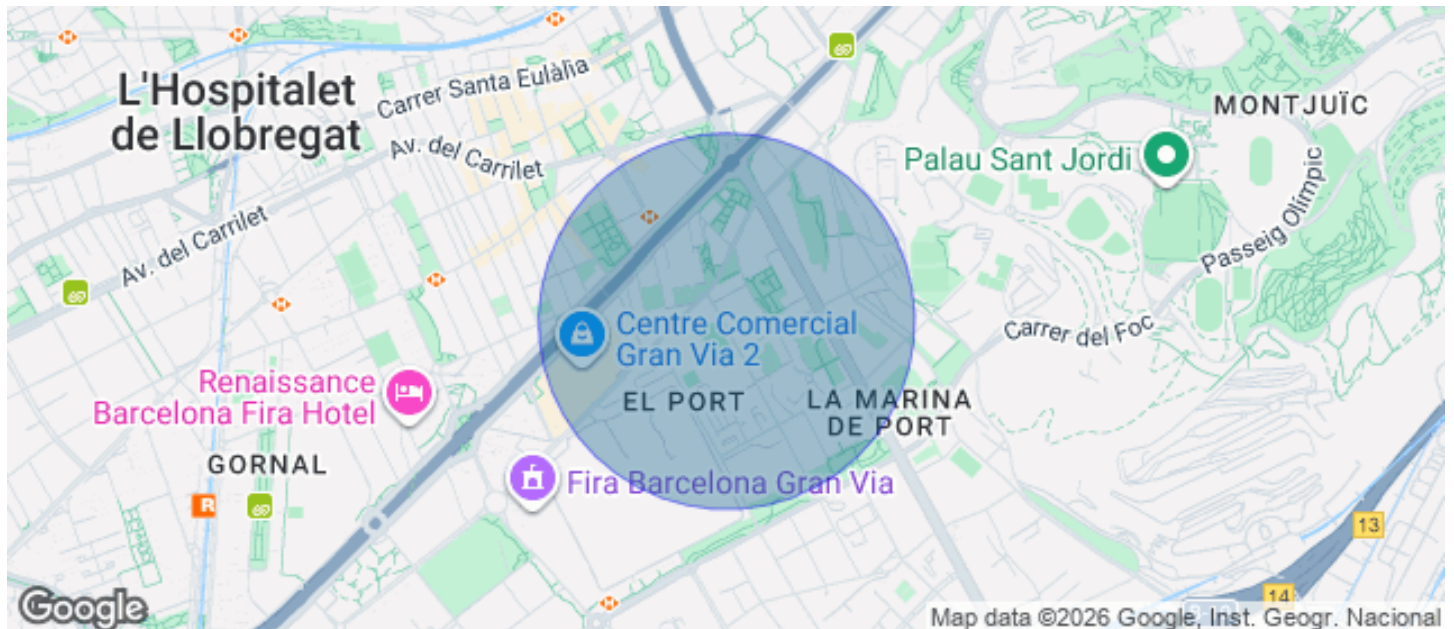 L'Hospitalet
de Llobregat
Carrer Santa Eulàlia
Av. del Carrilet
Av. del Carrilet
MONTJUÏC
Palau Sant Jordi
Passeig Olímpic
Carrer del Foc
Centre Comercial
Gran Via 2
EL PORT
LA MARINA
DE PORT
Renaissance
Barcelona Fira Hotel
GORNAL
R
Fira Barcelona Gran Via
13
14
Google
Map data ©2026 Google, Inst. Geogr. Nacional